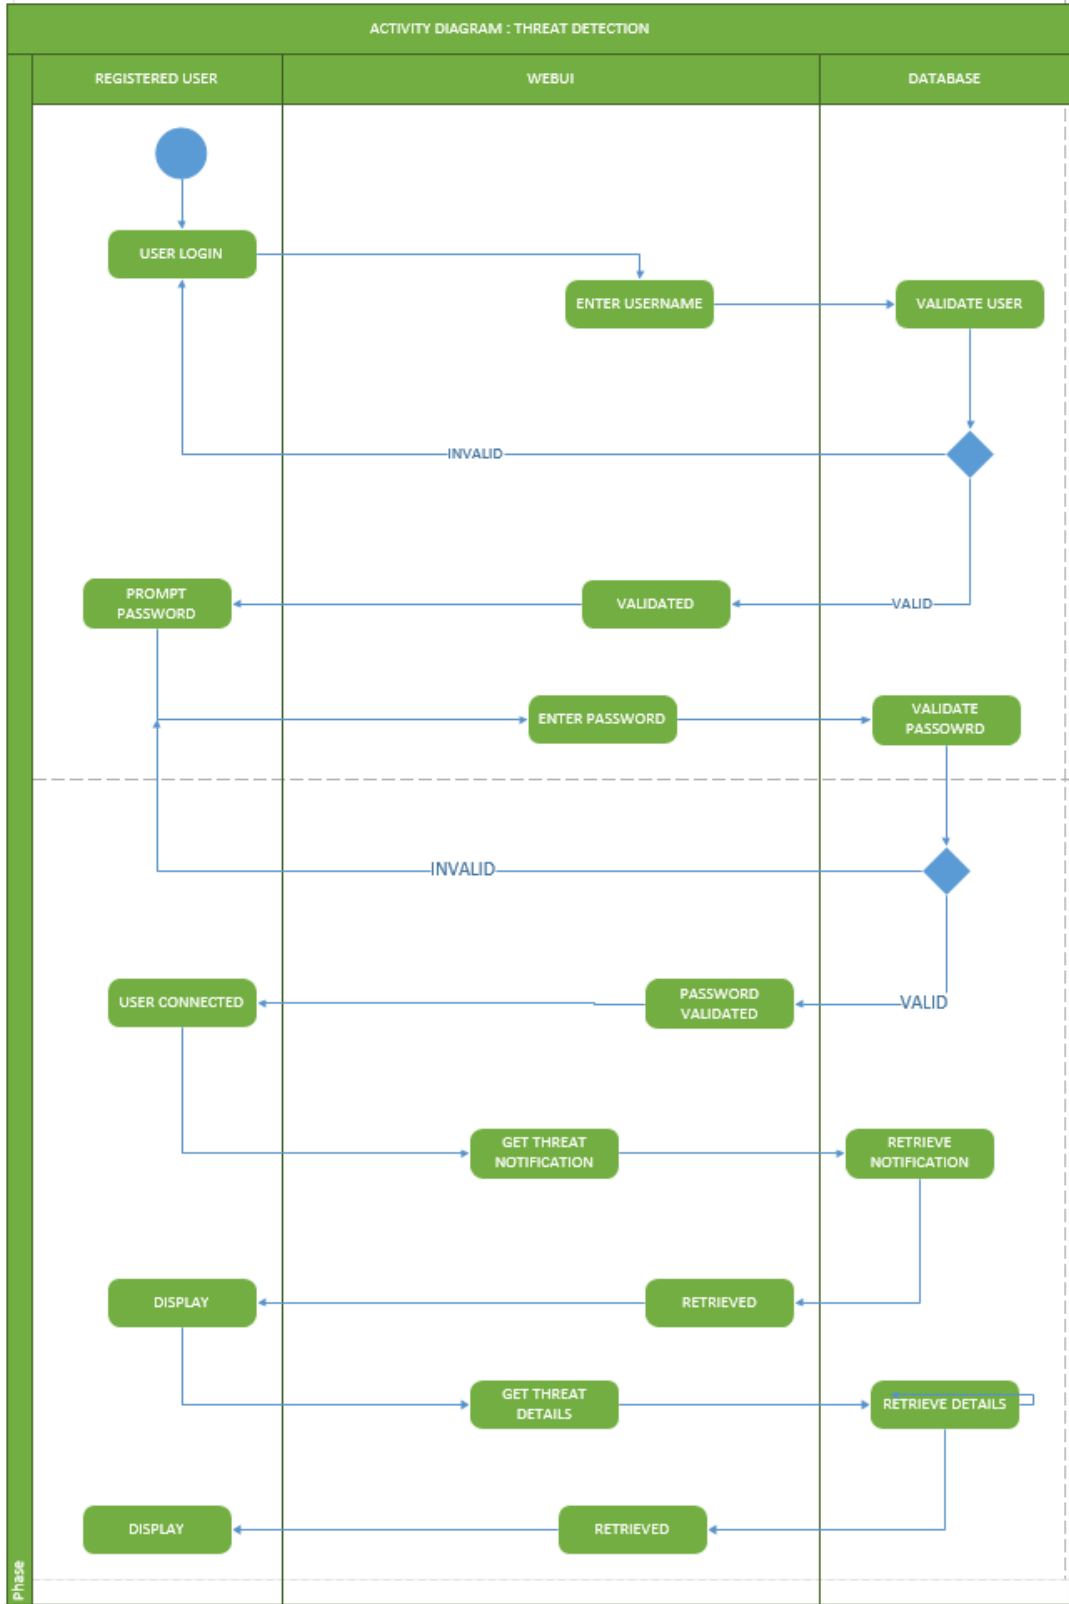 ACTIVITY DIAGRAM : THREAT DETECTION
REGISTERED USER
WEBUI
DATABASE
USER LOGIN
ENTER USERNAME
VALIDATE USER
INVALID
PROMPT
PASSWORD
VALIDATED
VALID
ENTER PASSWORD
VALIDATE
PASSOWRD
INVALID
USER CONNECTED
PASSWORD
VALIDATED
VALID
GET THREAT
NOTIFICATION
RETRIEVE
NOTIFICATION
DISPLAY
RETRIEVED
GET THREAT
DETAILS
RETRIEVE DETAILS
DISPLAY
RETRIEVED
Phase